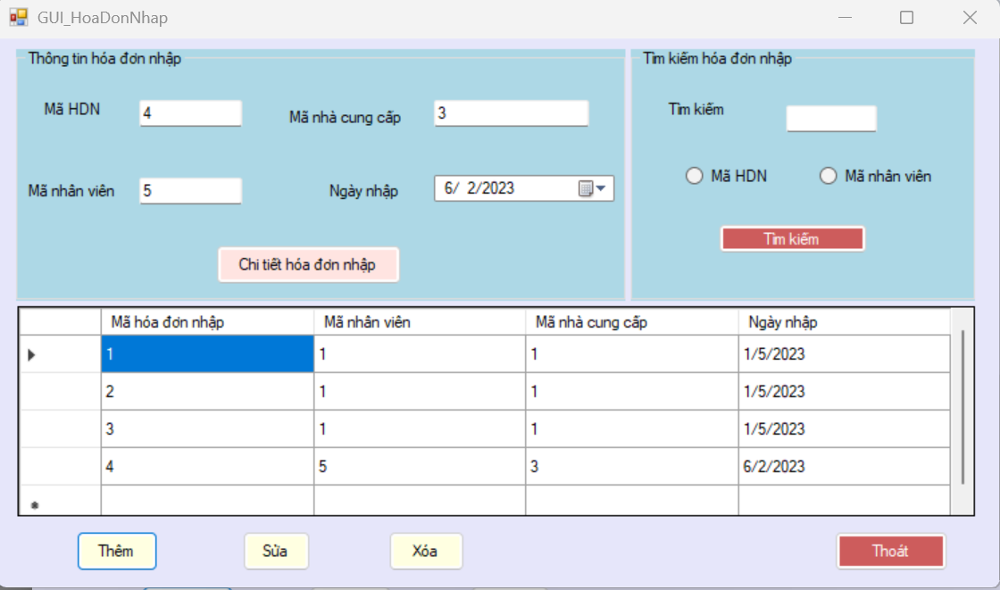 GUI_HoaDonNhap
Thông tin hóa đơn nhập
Mã HDN 4 Mã nhà cung cấp 3
Mã nhân viên 5 Ngày nhập 6/ 2/2023
Chi tiết hóa đơn nhập
Tìm kiếm hóa đơn nhập
Tìm kiếm
Mã HDN Mã nhân viên
Tìm kiếm
Mã hóa đơn nhập Mã nhân viên Mã nhà cung cấp Ngày nhập
1 1 1 1/5/2023
2 1 1 1/5/2023
3 1 1 1/5/2023
4 5 3 6/2/2023
Thêm Sửa Xóa Thoát